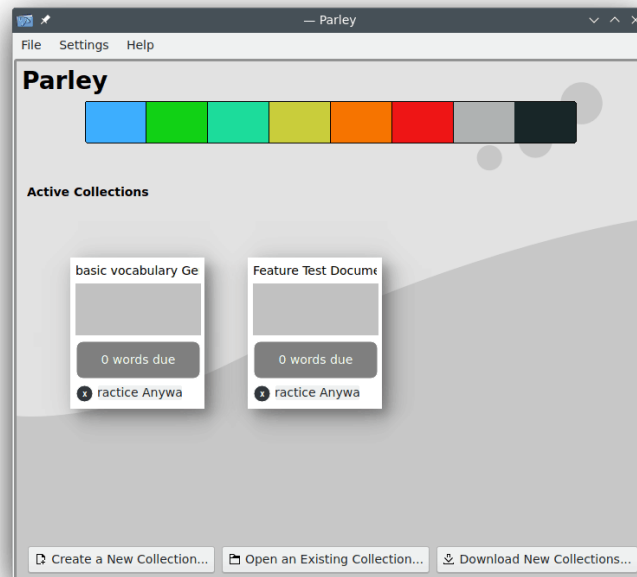 — Parley
File Settings Help
Parley
Active Collections
basic vocabulary Ge
Feature Test Docume
0 words due
0 words due
x ractice Anywa
x ractice Anywa
Create a New Collection... Open an Existing Collection... Download New Collections...